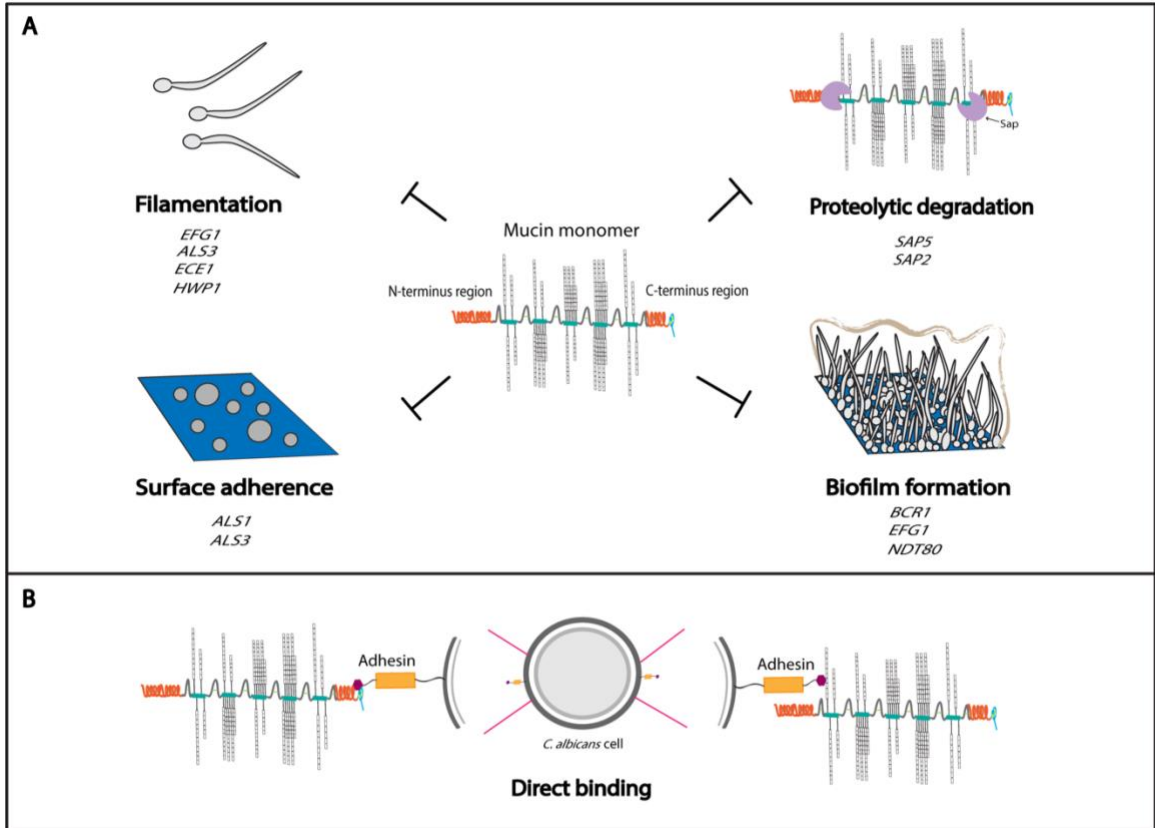 A
Filamentation
EFG1
ALS3
ECE1
HWP1
Sap
Proteolytic degradation
SAP5
SAP2
Mucin monomer
N-terminus region
C-terminus region
Surface adherence
ALS1
ALS3
Biofilm formation
BCR1
EFG1
NDT80
B
Adhesin
Adhesin
C. albicans cell
Direct binding